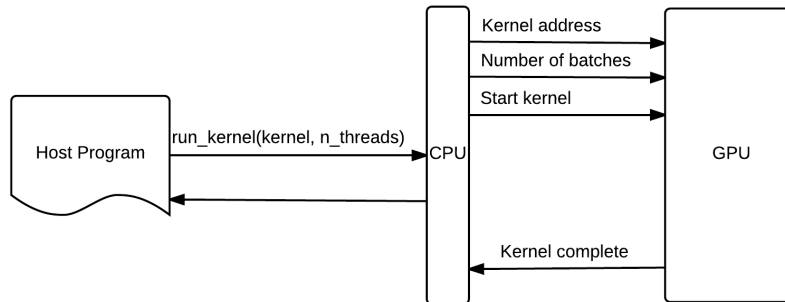 Kernel address
Number of batches
Start kernel
run_kernel(kernel, n_threads)
Host Program
CPU
GPU
Kernel complete